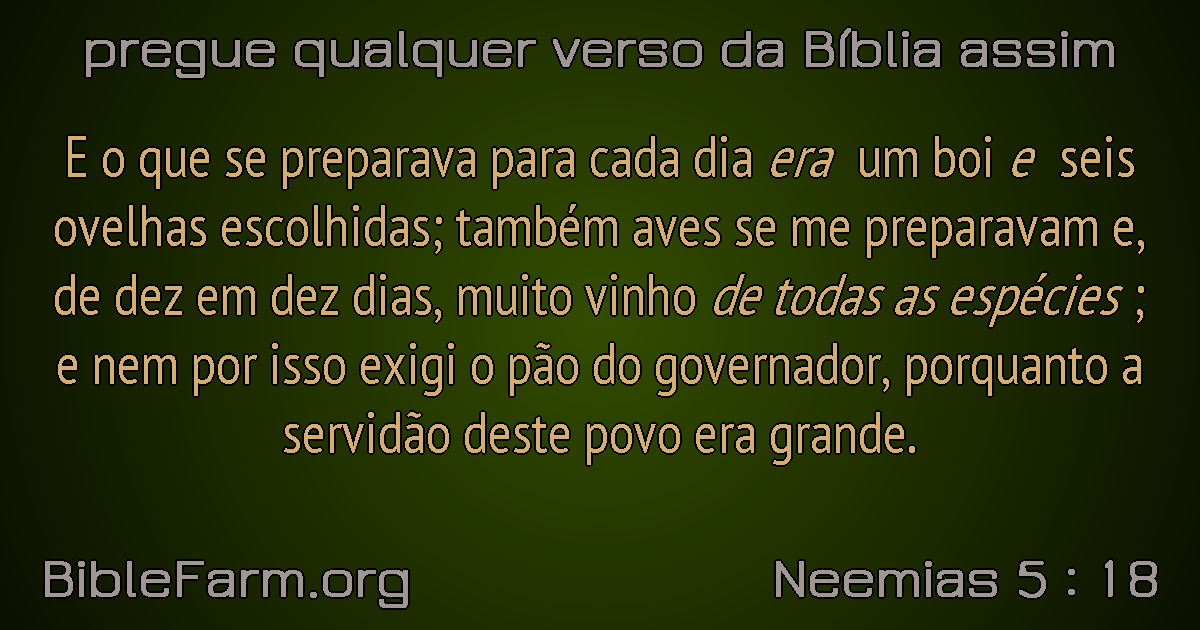 pregue qualquer verso da Bíblia assim
E o que se preparava para cada dia era um boi e seis
ovelhas escolhidas; também aves se me preparavam e,
de dez em dez dias, muito vinho de todas as espécies ;
e nem por isso exigi o pão do governador, porquanto a
servidão deste povo era grande.
BibleFarm.org
Neemias 5 : 18